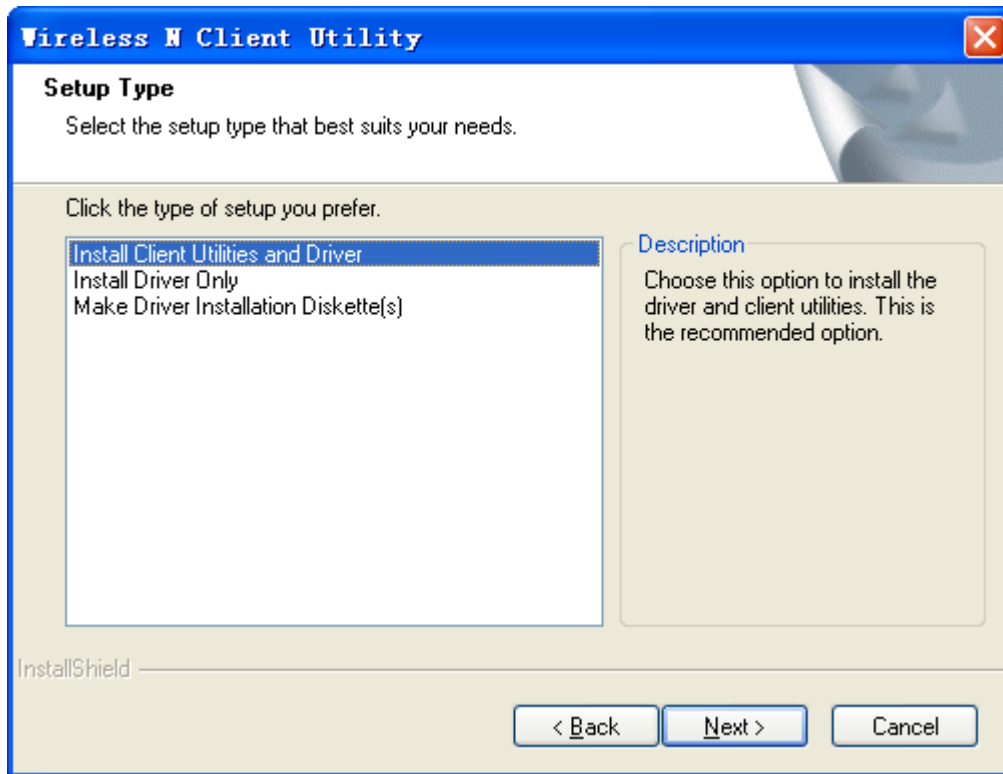 Wireless N Client Utility
Setup Type
Select the setup type that best suits your needs.
Click the type of setup you prefer.
Install Client Utilities and Driver
Install Driver Only
Make Driver Installation Diskette(s)
Description
Choose this option to install the
driver and client utilities. This is
the recommended option.
InstallShield
< Back
Next >
Cancel